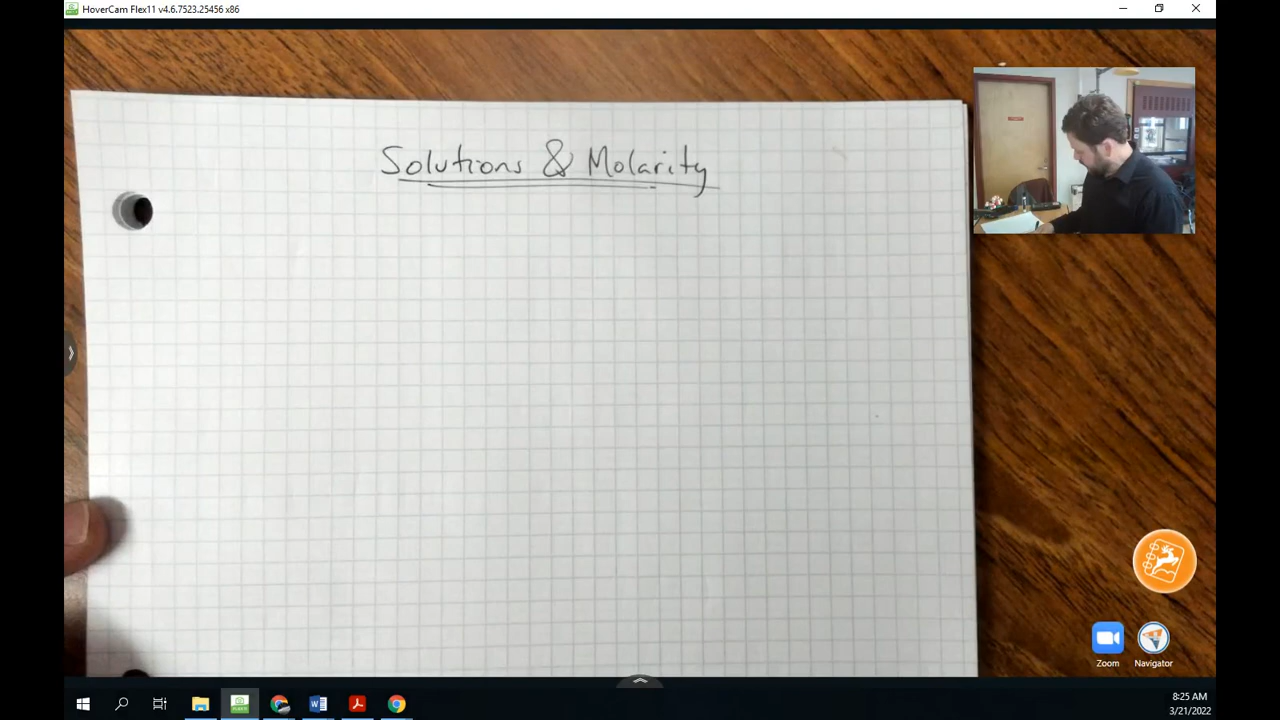 HoverCam Flex11 v4.6.7523.25456 x86
Solutions & Molarity
Zoom
Navigator
8:25 AM
3/21/2022